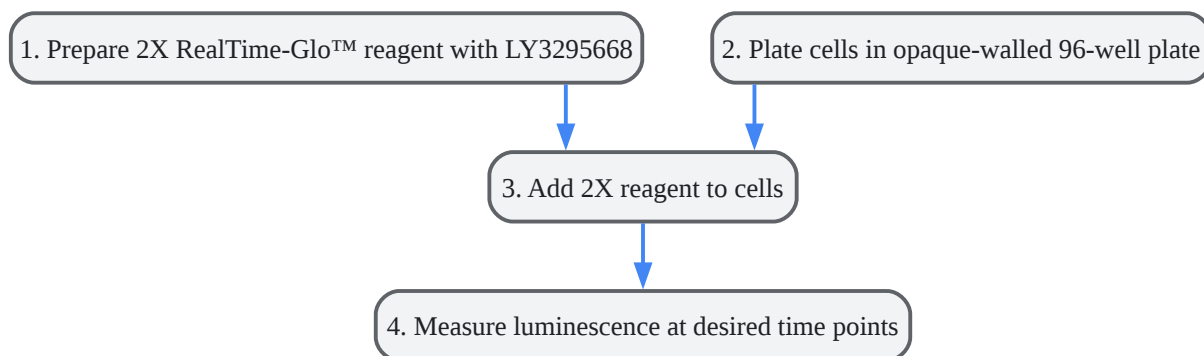 1. Prepare 2X RealTime-Glo™ reagent with LY3295668
2. Plate cells in opaque-walled 96-well plate
3. Add 2X reagent to cells
4. Measure luminescence at desired time points